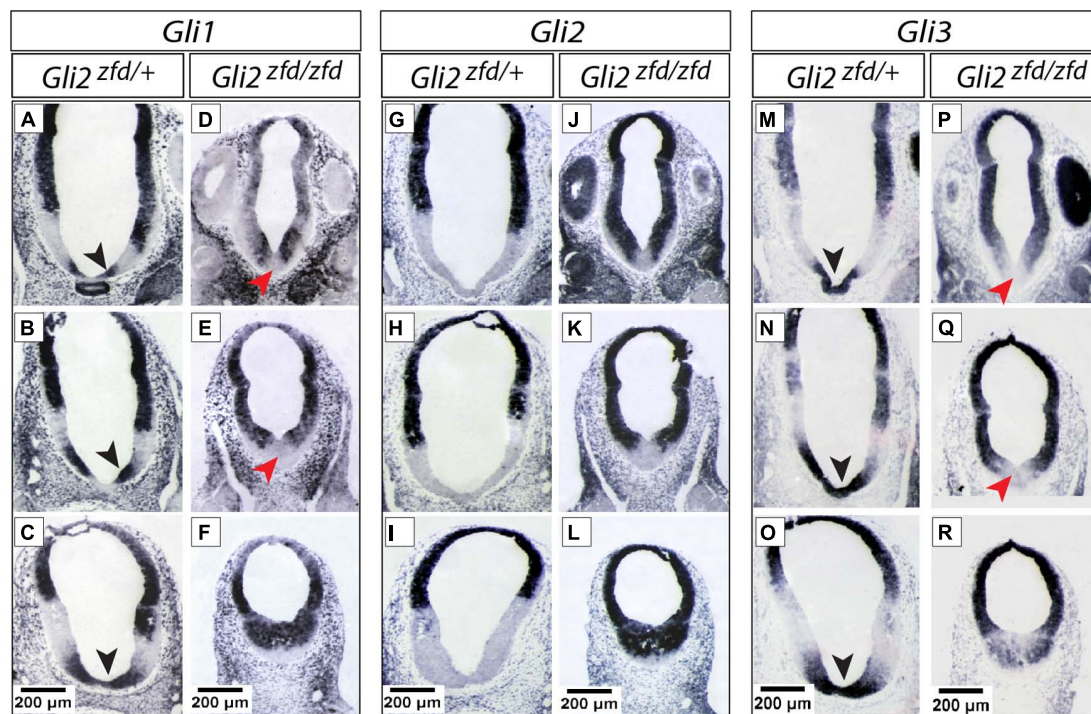 Gli1 Gli2 Gli3
Gli2 zfd/+ Gli2 zfd/zfd Gli2 zfd/+ Gli2 zfd/zfd Gli2 zfd/+ Gli2 zfd/zfd
A D G J M P
B E H K N Q
C F I L O R
200 µm 200 µm 200 µm 200 µm 200 µm 200 µm